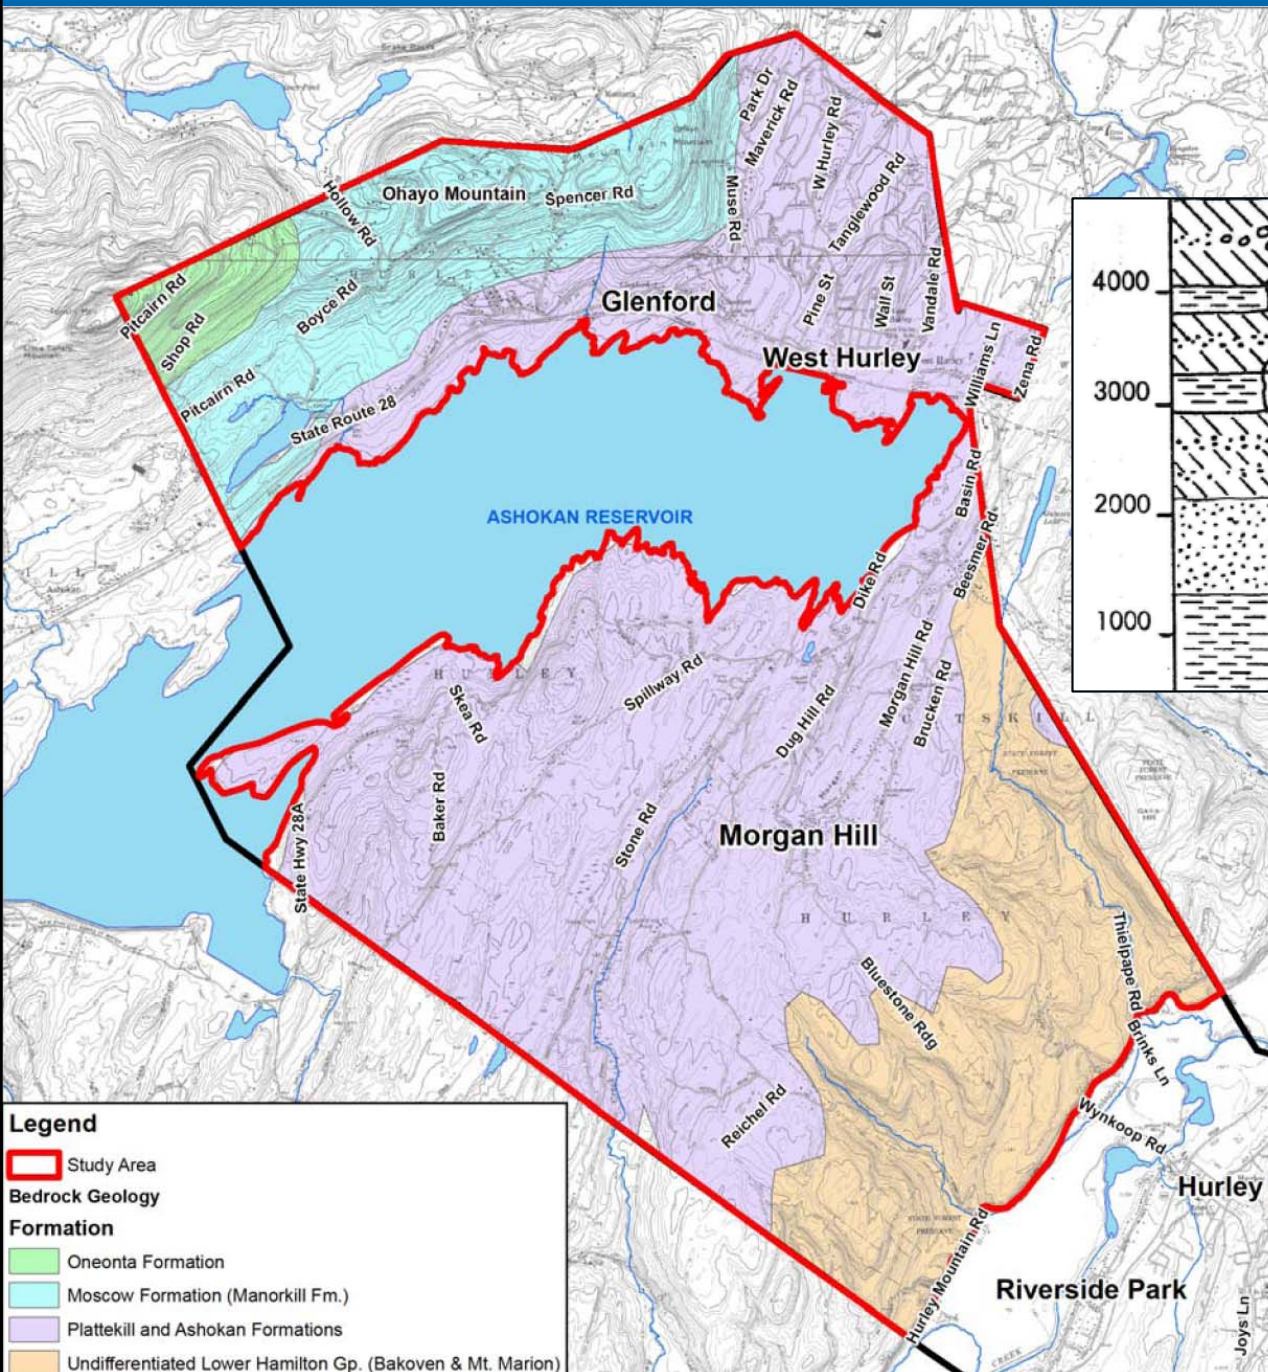 Park Dr
Maverick Rd
W Hurley Rd
Tanglewood Rd
Hollow Rd
Ohayo Mountain
Spencer Rd
Muse Rd
Pitcairn Rd
Shop Rd
Boyce Rd
Glenford
Pine St
Wall St
Vandale Rd
4000
West Hurley
Williams Ln
Zena Rd
Pitcairn Rd
State Route 28
3000
Basin Rd
ASHOKAN RESERVOIR
2000
Beesmer Rd
Dike Rd
1000
HURLEY
Spillway Rd
Skea Rd
Morgan Hill Rd
Brucken Rd
Dug Hill Rd
Baker Rd
State Hwy 28A
Stone Rd
Morgan Hill
HURLEY
Thielpape Rd
Bluestone Rdg
Brinks Ln
Reichel Rd
Wynkoop Rd
Hurley
Hurley Mountain Rd
Riverside Park
Joys Ln
CREEK
Legend
Study Area
Bedrock Geology
Formation
Oneonta Formation
Moscow Formation (Manorkill Fm.)
Plattekill and Ashokan Formations
Undifferentiated Lower Hamilton Gp. (Bakoven & Mt. Marion)